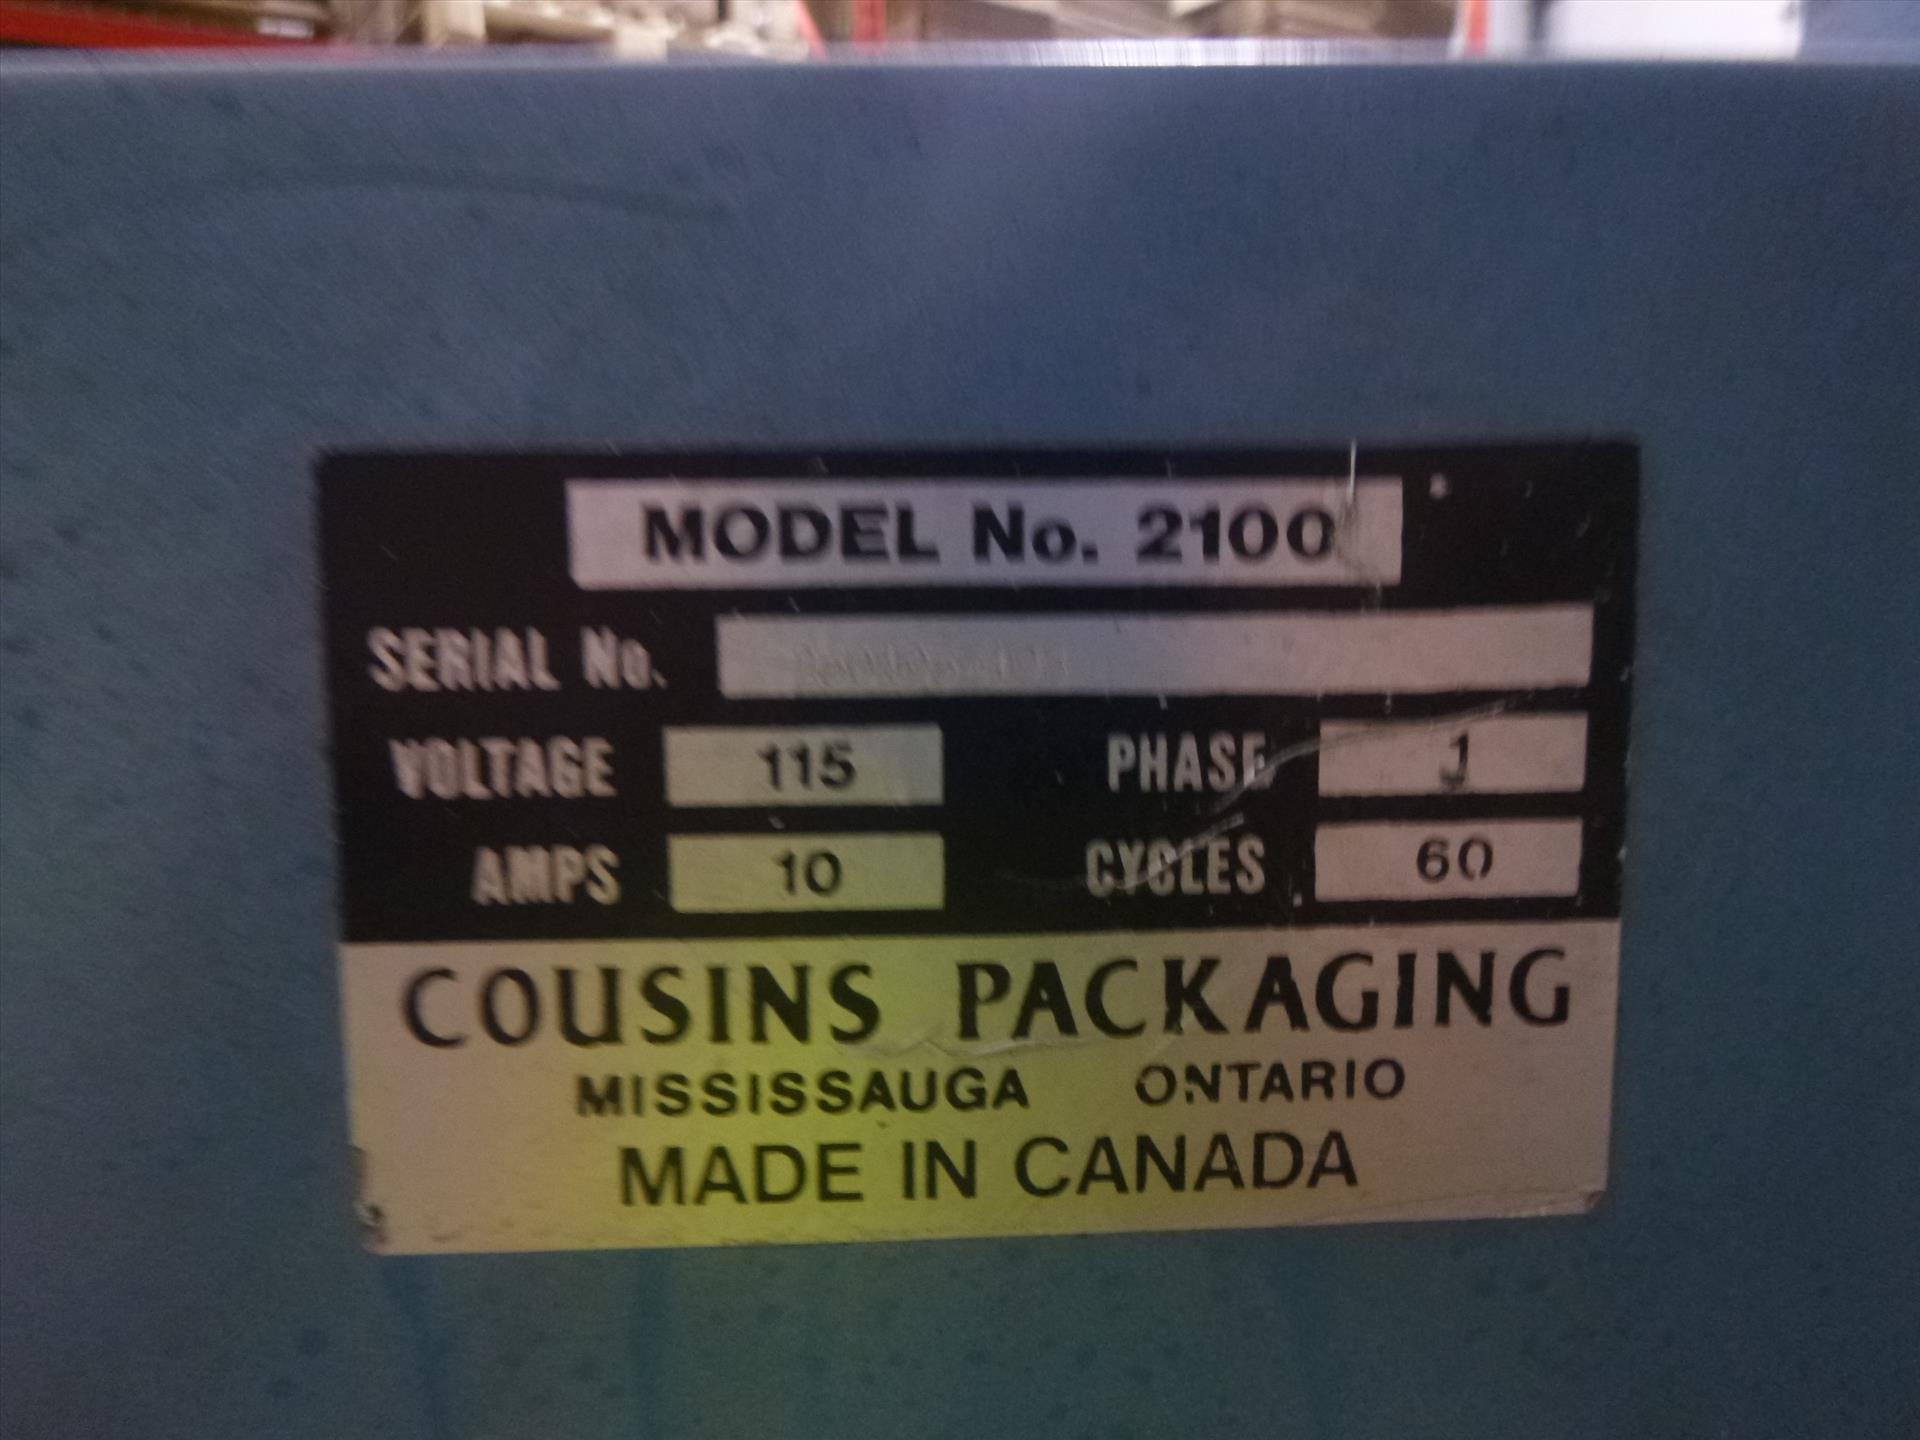 MODEL No. 2100
SERIAL No.
VOLTAGE 115 PHASE 1
AMPS 10 CYCLES 60
COUSINS PACKAGING
MISSISSAUGA ONTARIO
MADE IN CANADA